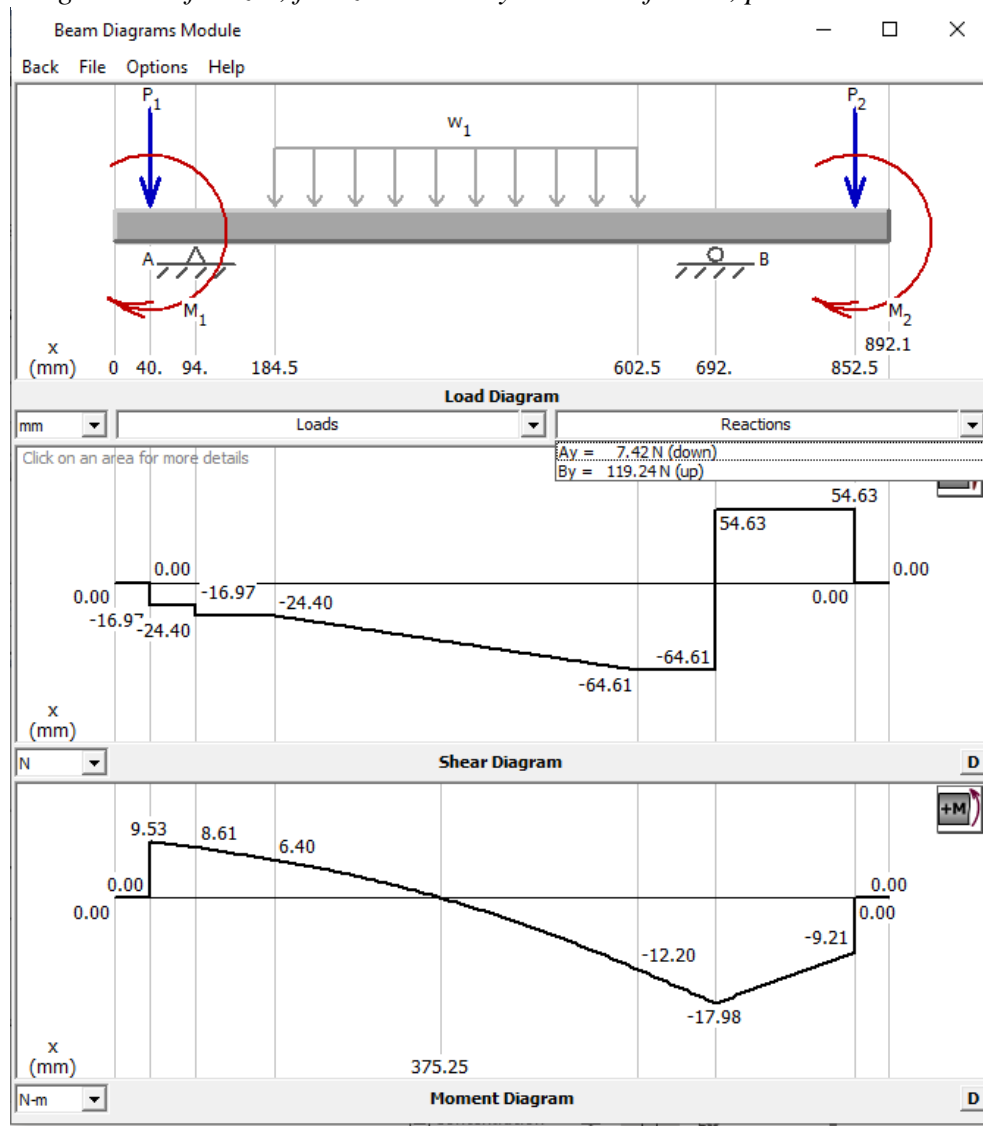 Beam Diagrams Module
Back File Options Help
P1 P2
w1
A B
M1 M2
x 892.1
(mm) 0 40. 94. 184.5 602.5 692. 852.5
Load Diagram
mm Loads Reactions
Click on an area for more details Ay = 7.42 N (down)
By = 119.24 N (up)
54.63
54.63
0.00 0.00
0.00 -16.97 -24.40 0.00
-16.97
-24.40
-64.61
-64.61
x
(mm)
N Shear Diagram D
+M
9.53 8.61
6.40
0.00 0.00
0.00 0.00
-9.21
-12.20
-17.98
x
(mm) 375.25
N-m Moment Diagram D